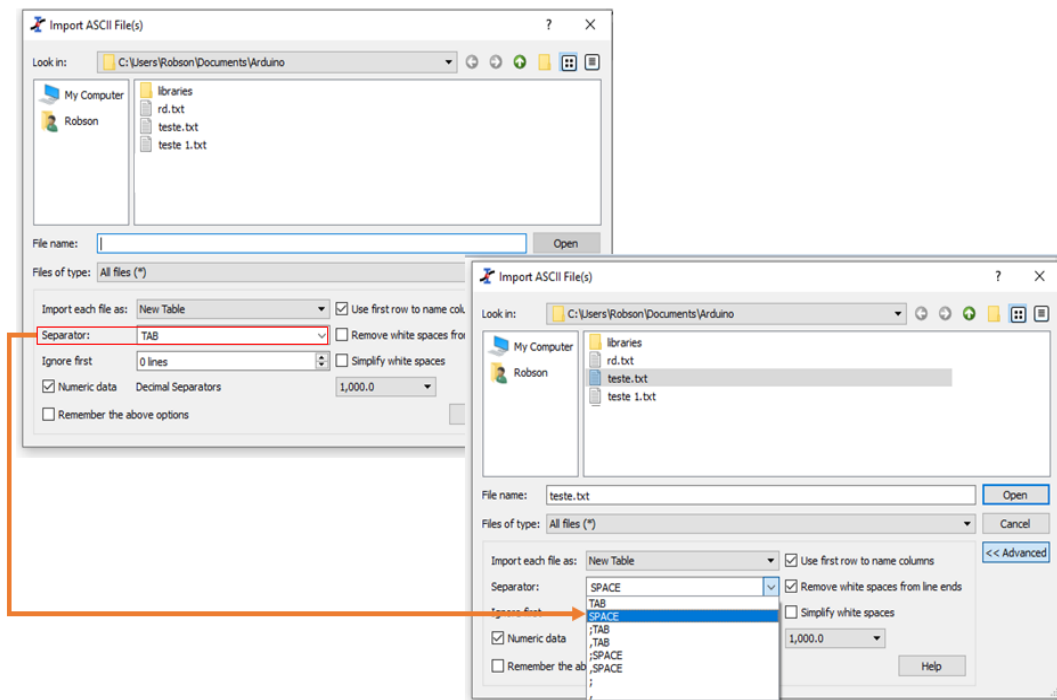 Import ASCII File(s) ? X
Look in: C:\Users\Robson\Documents\Arduino
My Computer
Robson
libraries
rd.txt
teste.txt
teste 1.txt
File name: Open
Files of type: All files (*)
Import each file as: New Table Use first row to name
Separator: TAB Remove white spaces
Ignore first 0 lines Simplify white spaces
Numeric data Decimal Separators 1,000.0
Remember the above options
Import ASCII File(s) ? X
Look in: C:\Users\Robson\Documents\Arduino
My Computer
Robson
libraries
rd.txt
teste.txt
teste 1.txt
File name: teste.txt Open
Files of type: All files (*) Cancel
<< Advanced
Import each file as: New Table Use first row to name columns
Separator: SPACE Remove white spaces from line ends
TAB
Ignore first SPACE Simplify white spaces
;TAB
Numeric data ,TAB 1,000.0
;SPACE
Remember the ,SPACE Help
;